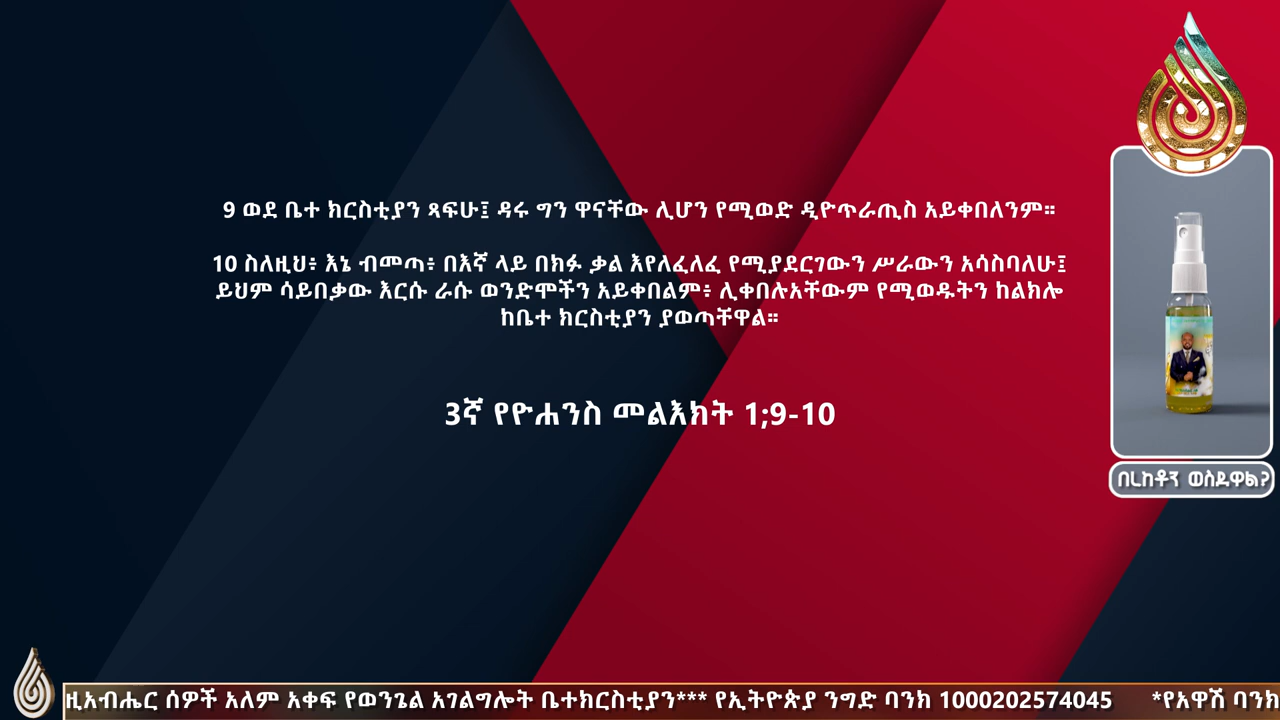 9 ወደ ቤተ ክርስቲያን ጻፍሁ፤ ዳሩ ግን ዋናቸው ሊሆን የሚወድ ዲዮጥራጢስ አይቀበለንም።
10 ስለዚህ፥ እኔ ብመጣ፥ በእኛ ላይ በክፉ ቃል እየለፈለፈ የሚያደርገውን ሥራውን አሳስባለሁ፤
ይህም ሳይበቃው እርሱ ራሱ ወንድሞችን አይቀበልም፥ ሊቀበሉአቸውም የሚወዱትን ከልክሎ
ከቤተ ክርስቲያን ያወጣቸዋል።
3ኛ የዮሐንስ መልእክት 1;9-10
በረከቶን ወስደዋል?
ዚአብሔር ሰዎች አለም አቀፍ የወንጌል አገልግሎት ቤተክርስቲያን*** የኢትዮጵያ ንግድ ባንክ 1000202574045 *የአዋሽ ባንክ